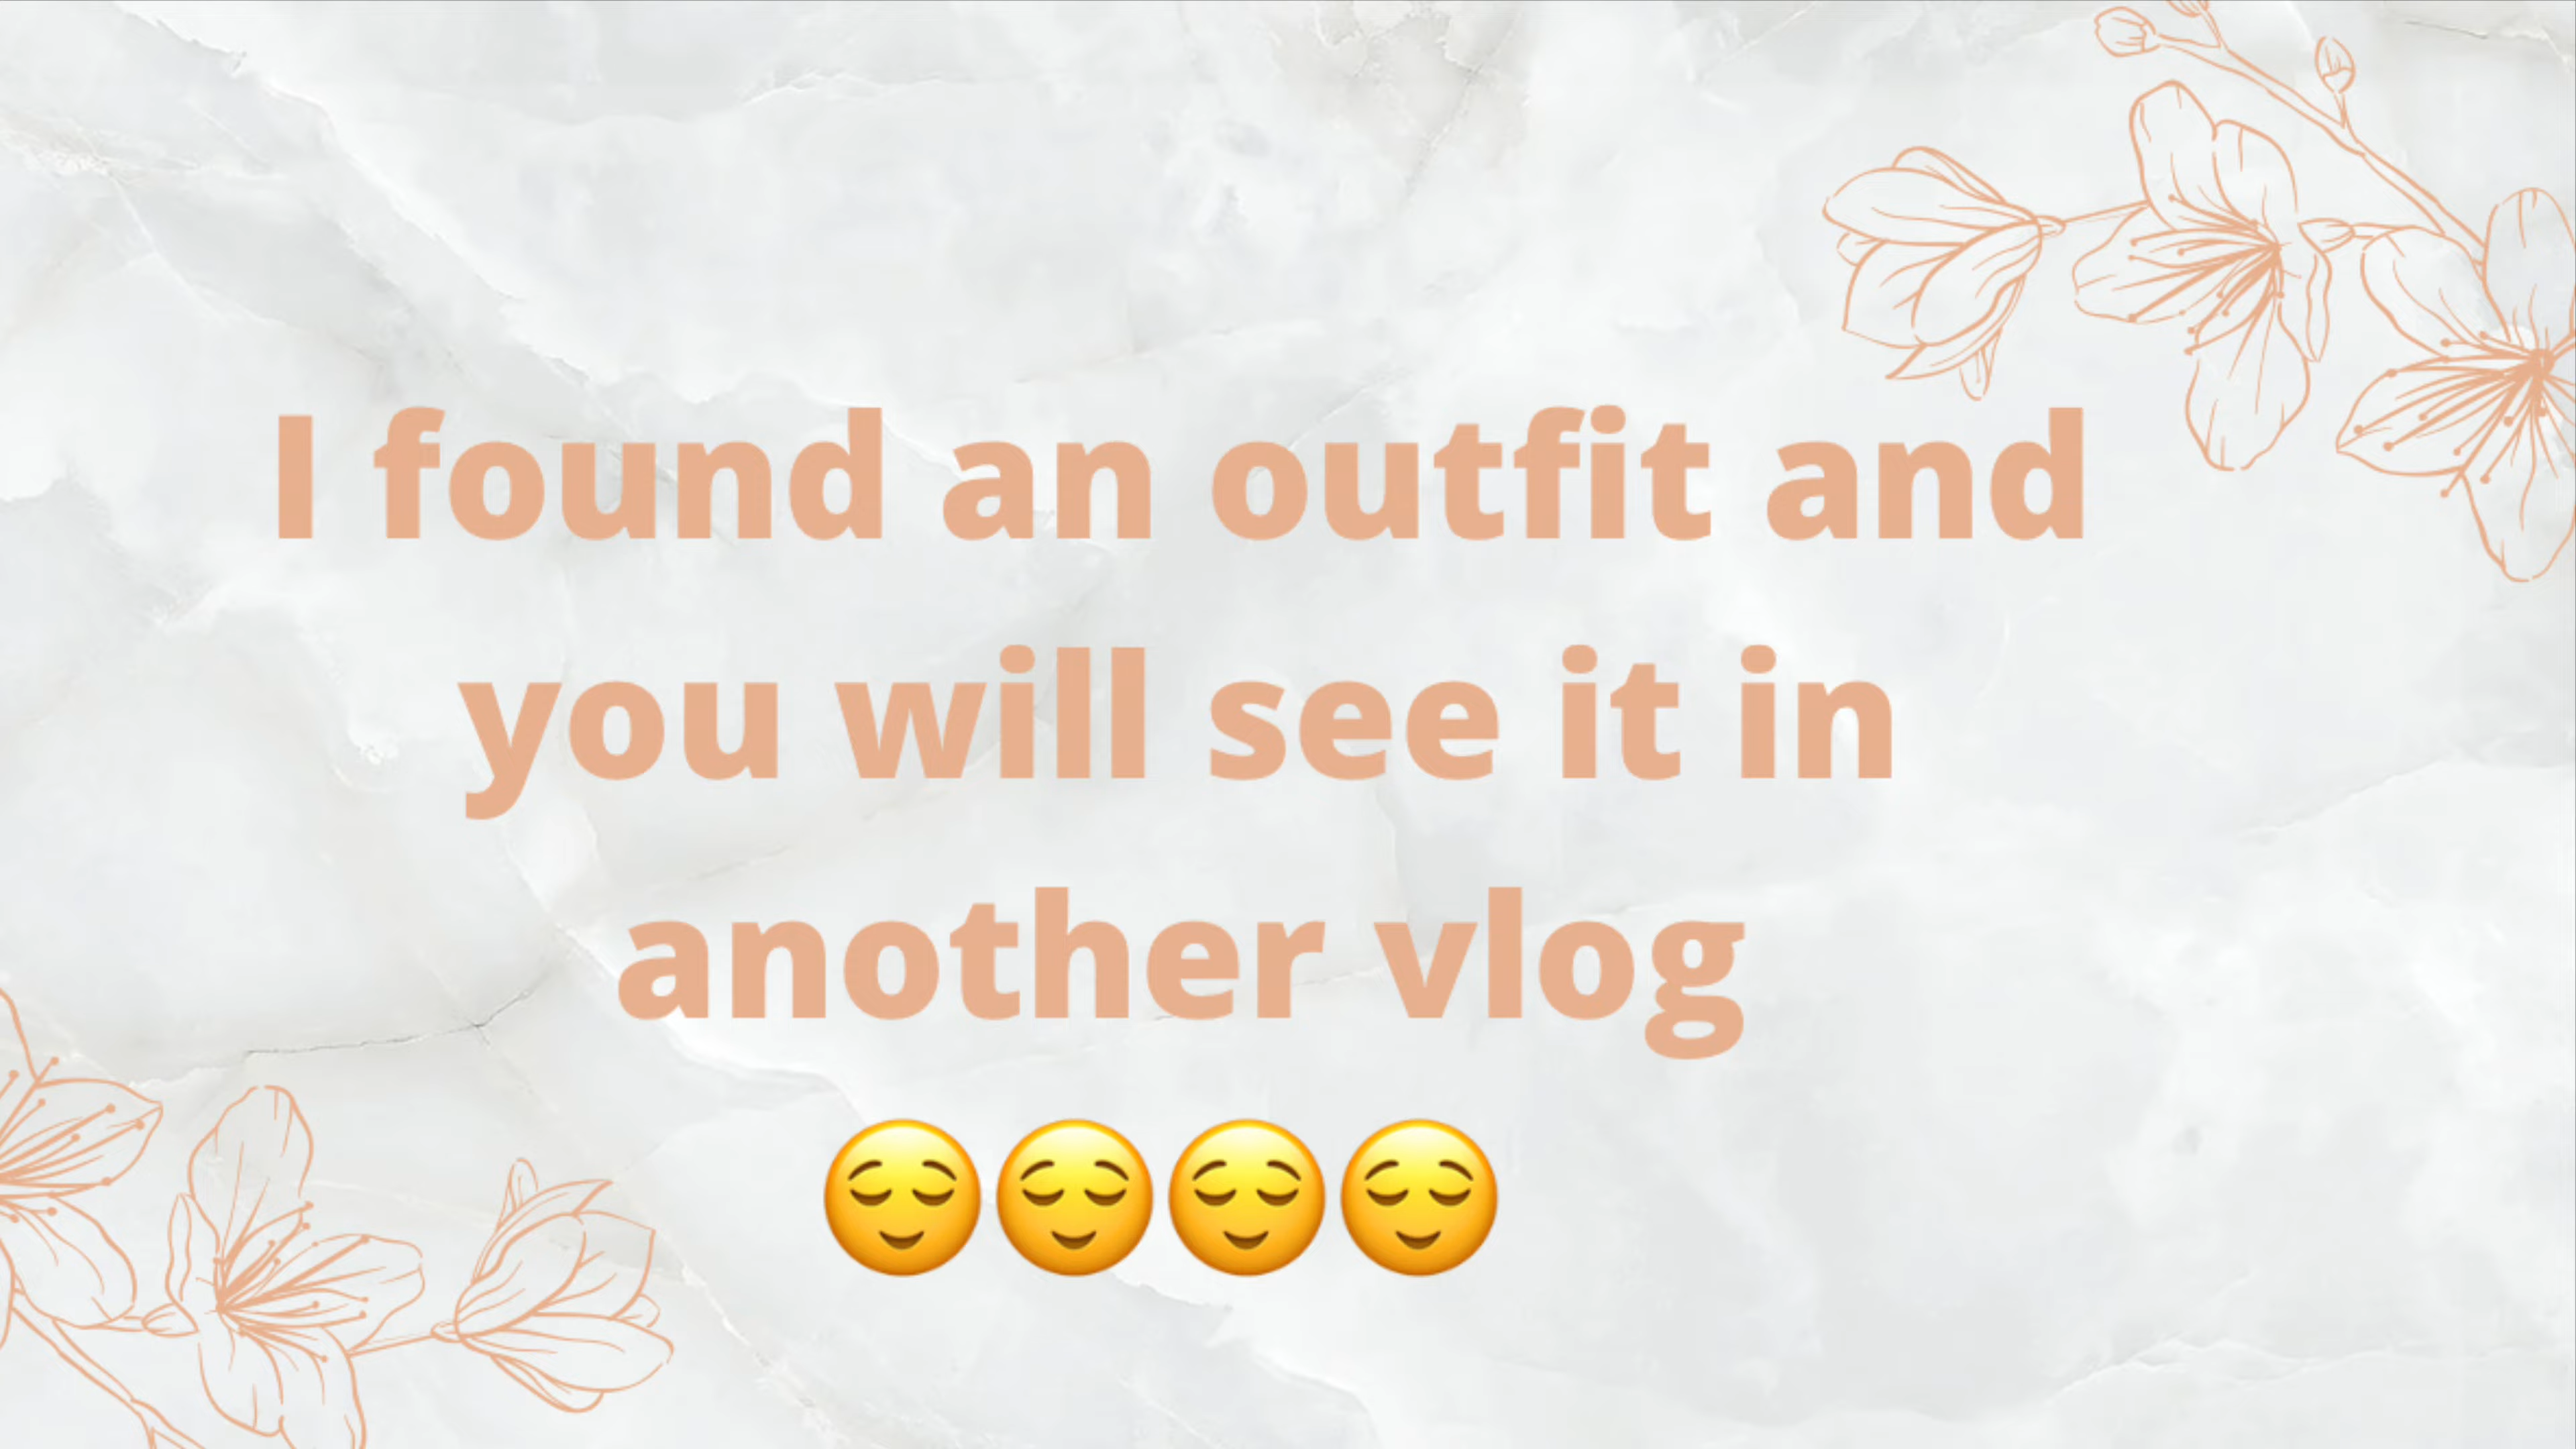 I found an outfit and
you will see it in
another vlog
😌😌😌😌